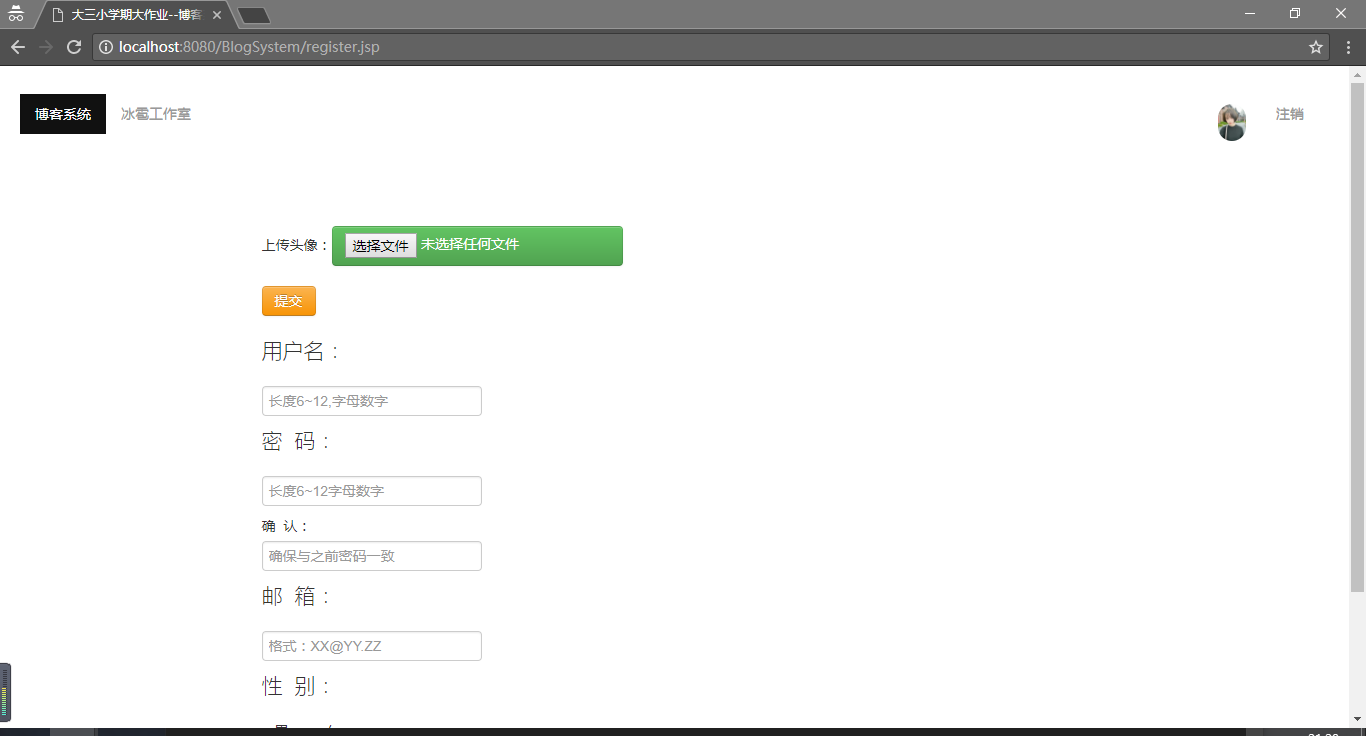 大三小学期大作业--博客
localhost:8080/BlogSystem/register.jsp
博客系统 冰雹工作室 注销
上传头像： 选择文件 未选择任何文件
提交
用户名：
长度6~12,字母数字
密 码：
长度6~12字母数字
确 认：
确保与之前密码一致
邮 箱：
格式：XX@YY.ZZ
性 别：